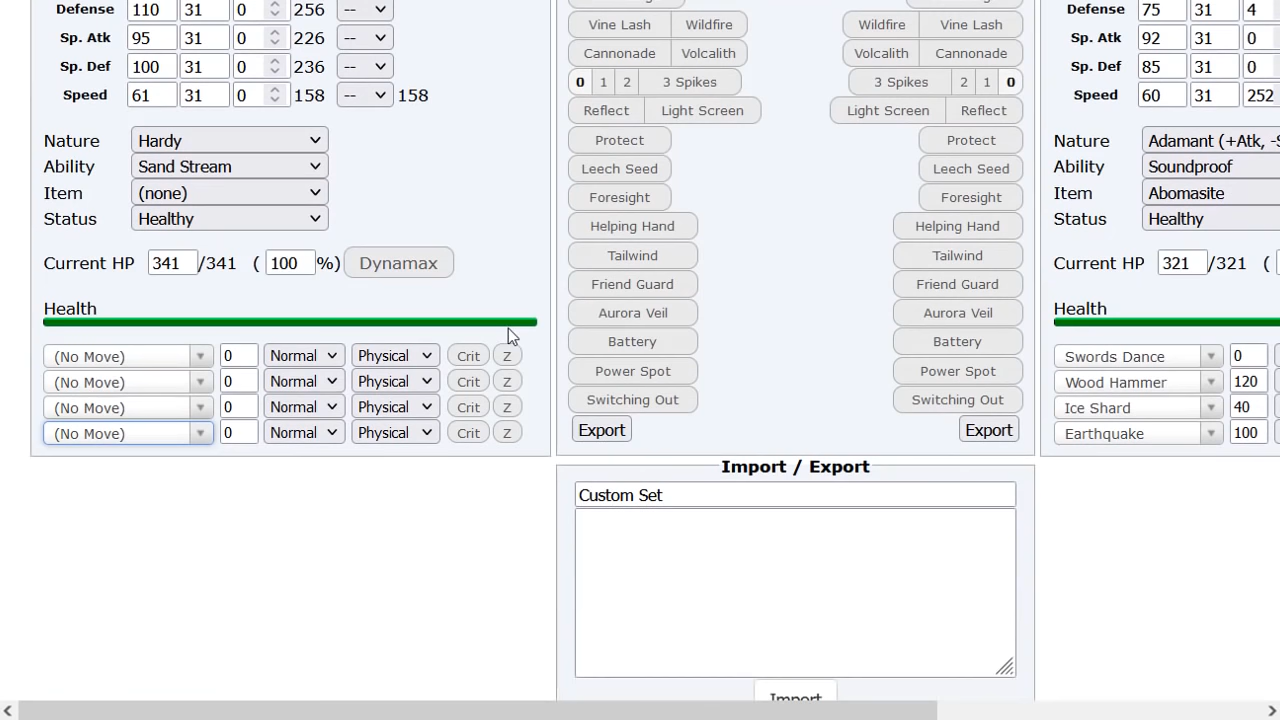 Defense 110 31 0 256 --
Sp. Atk 95 31 0 226 --
Sp. Def 100 31 0 236 --
Speed 61 31 0 158 -- 158
Nature Hardy
Ability Sand Stream
Item (none)
Status Healthy
Current HP 341 /341 ( 100 %) Dynamax
Health
(No Move) 0 Normal Physical Crit Z
(No Move) 0 Normal Physical Crit Z
(No Move) 0 Normal Physical Crit Z
(No Move) 0 Normal Physical Crit Z
Vine Lash Wildfire Wildfire Vine Lash
Cannonade Volcalith Volcalith Cannonade
0 1 2 3 Spikes 3 Spikes 2 1 0
Reflect Light Screen Light Screen Reflect
Protect Protect
Leech Seed Leech Seed
Foresight Foresight
Helping Hand Helping Hand
Tailwind Tailwind
Friend Guard Friend Guard
Aurora Veil Aurora Veil
Battery Battery
Power Spot Power Spot
Switching Out Switching Out
Export Export
Import / Export
Custom Set
Import
Defense 75 31 4
Sp. Atk 92 31 0
Sp. Def 85 31 0
Speed 60 31 252
Nature Adamant (+Atk, -S
Ability Soundproof
Item Abomasite
Status Healthy
Current HP 321 /321 (
Health
Swords Dance 0
Wood Hammer 120
Ice Shard 40
Earthquake 100